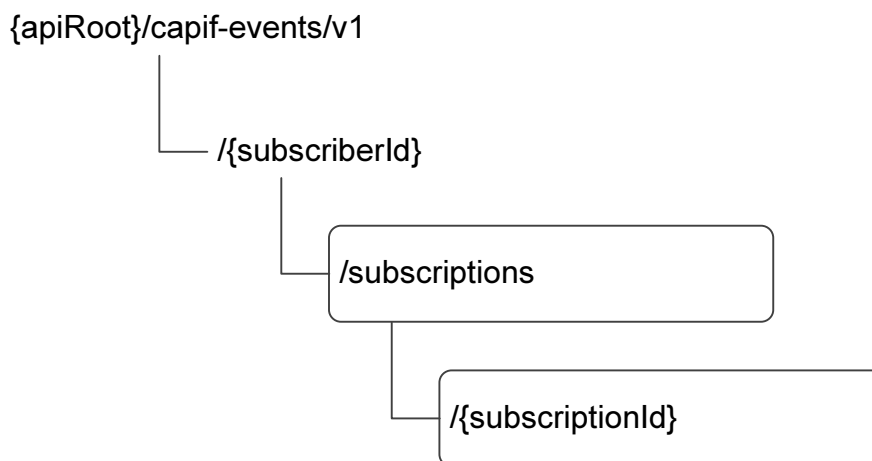 {apiRoot}/capif-events/v1
/{subscriberId}
/subscriptions
/{subscriptionId}